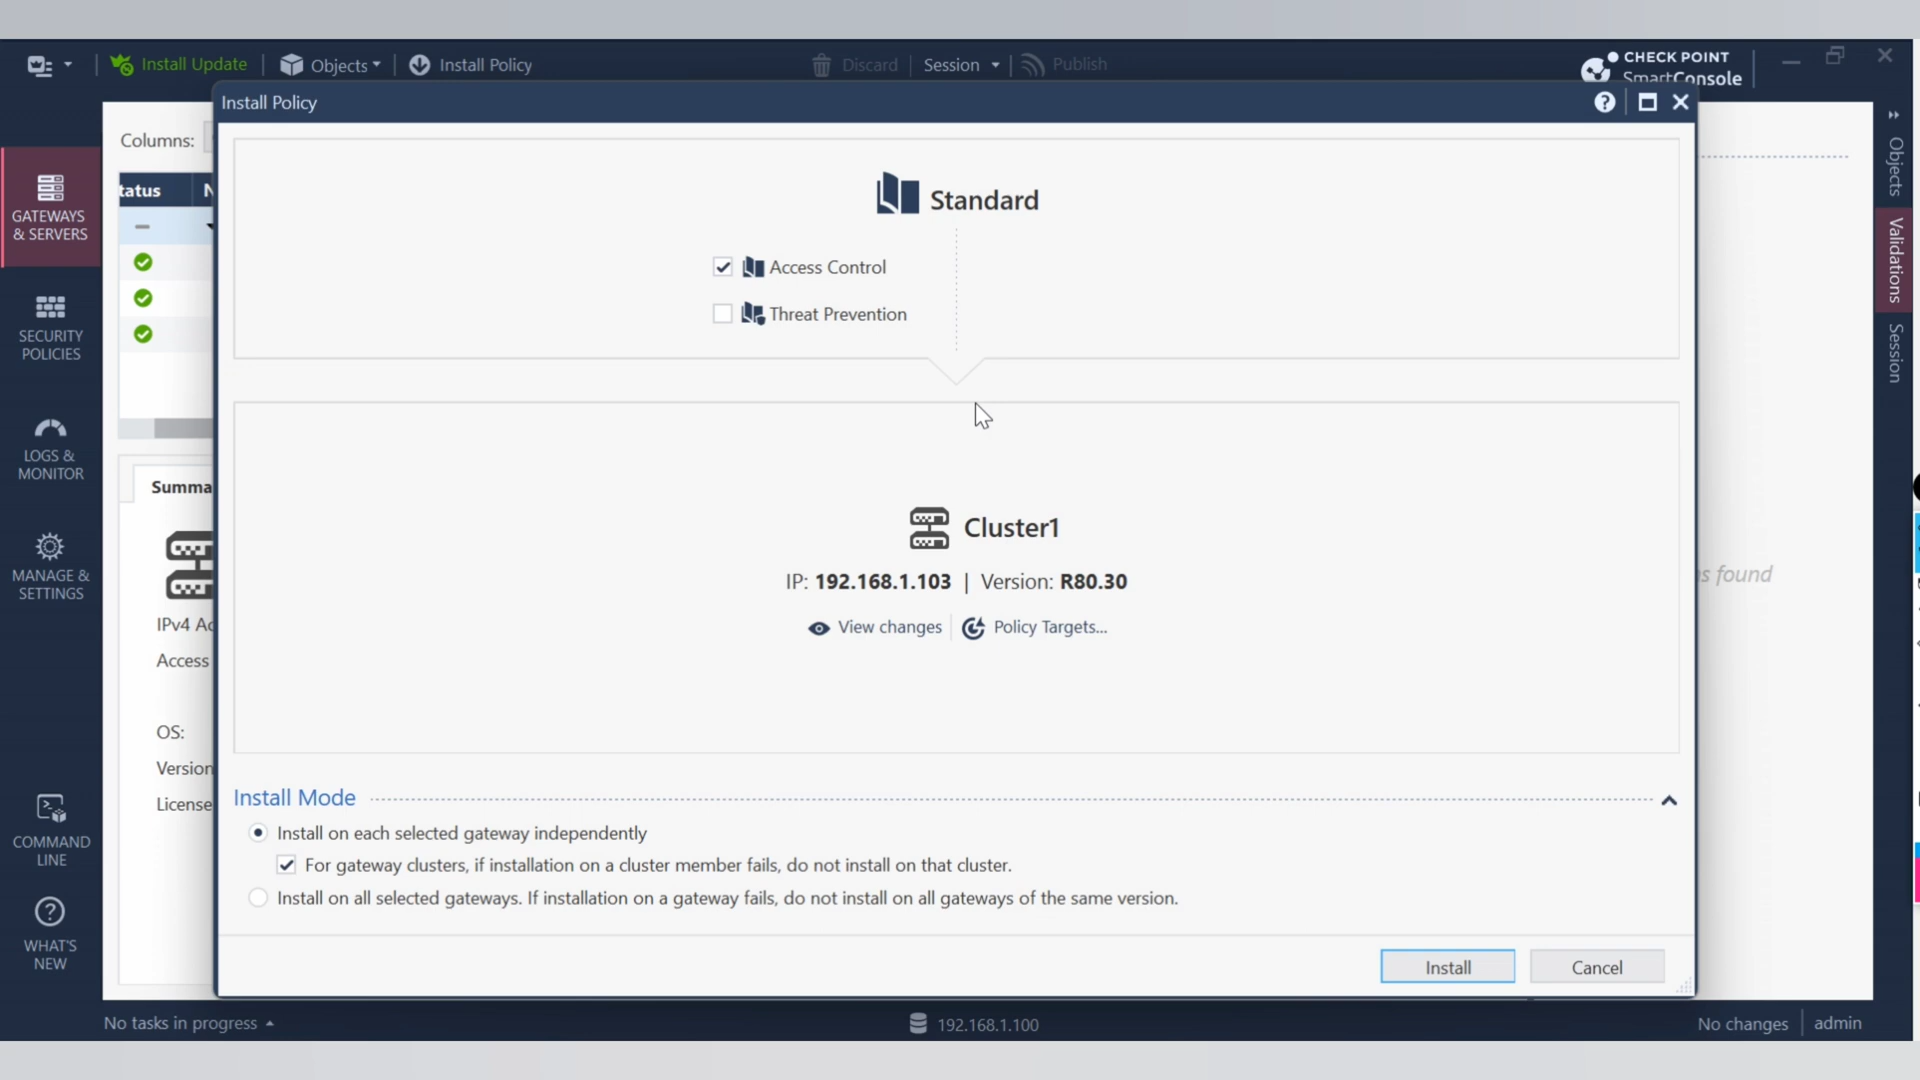 Install Update
Objects
Install Policy
Discard
Session
Publish
CHECK POINT
SmartConsole
Install Policy
Columns:
tatus
N
GATEWAYS
& SERVERS
SECURITY
POLICIES
LOGS &
MONITOR
MANAGE &
SETTINGS
COMMAND
LINE
WHAT'S
NEW
Summa
IPv4 Ad
Access
OS:
Version
License
Standard
Access Control
Threat Prevention
Cluster1
IP: 192.168.1.103 | Version: R80.30
View changes
Policy Targets...
Install Mode
Install on each selected gateway independently
For gateway clusters, if installation on a cluster member fails, do not install on that cluster.
Install on all selected gateways. If installation on a gateway fails, do not install on all gateways of the same version.
Install
Cancel
s found
Objects
Validations
Session
No tasks in progress
192.168.1.100
No changes
admin